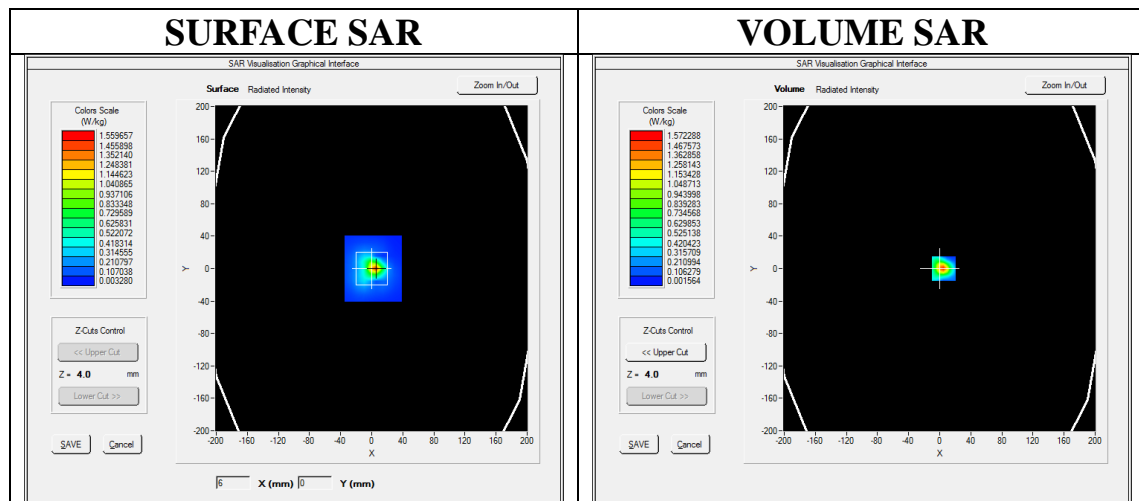 SURFACE SAR
SAR Visualisation Graphical Interface
Surface Radiated Intensity
Zoom In/Out
Colors Scale
(W/kg)
1.559657
1.455898
1.352140
1.248381
1.144623
1.040865
0.937106
0.833348
0.729589
0.625831
0.522072
0.418314
0.314555
0.210797
0.107038
0.003280
Z-Cuts Control
<< Upper Cut
Z = 4.0 mm
Lower Cut >>
SAVE Cancel
200
160
120
80
40
0
-40
-80
-120
-160
-200
Y
-200 -160 -120 -80 -40 0 40 80 120 160 200
X
6 X (mm) 0 Y (mm)
VOLUME SAR
SAR Visualisation Graphical Interface
Volume Radiated Intensity
Zoom In/Out
Colors Scale
(W/kg)
1.572288
1.467573
1.362858
1.258143
1.153428
1.048713
0.943998
0.839283
0.734568
0.629853
0.525138
0.420423
0.315709
0.210994
0.106279
0.001564
Z-Cuts Control
<< Upper Cut
Z = 4.0 mm
Lower Cut >>
SAVE Cancel
200
160
120
80
40
0
-40
-80
-120
-160
-200
Y
-200 -160 -120 -80 -40 0 40 80 120 160 200
X